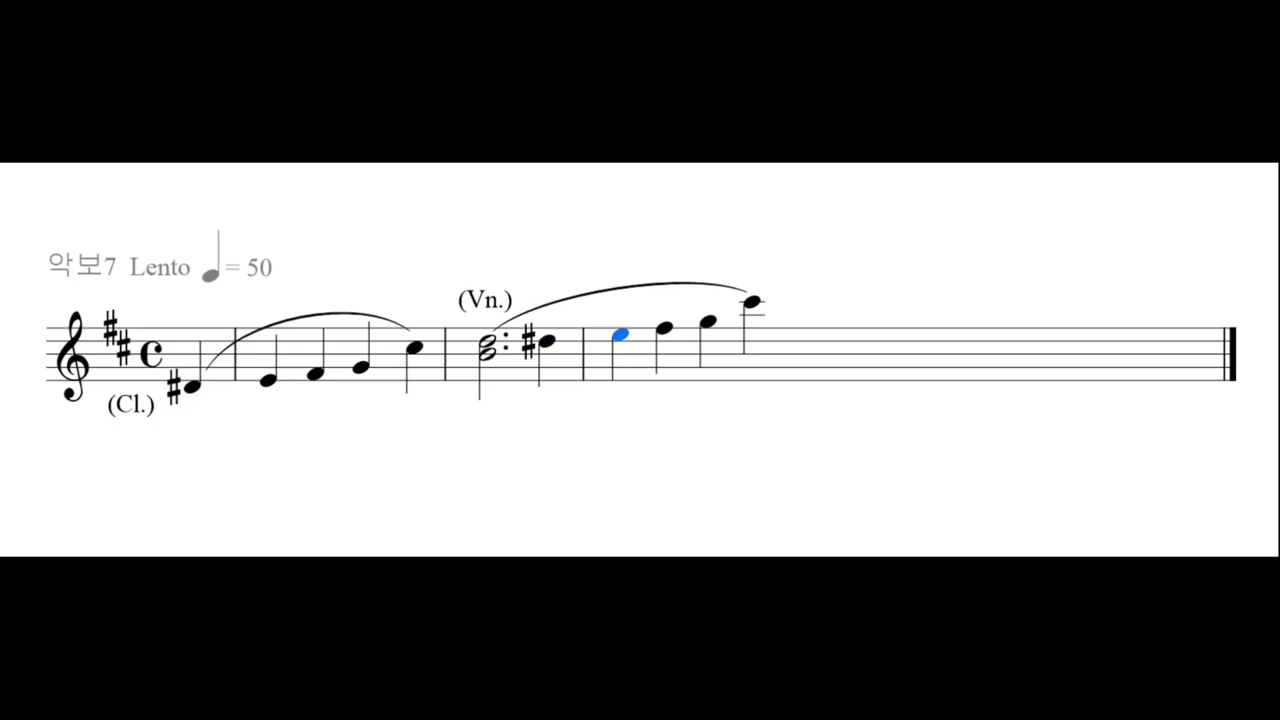 악보7 Lento ♩ = 50
(Vn.)
(Cl.)